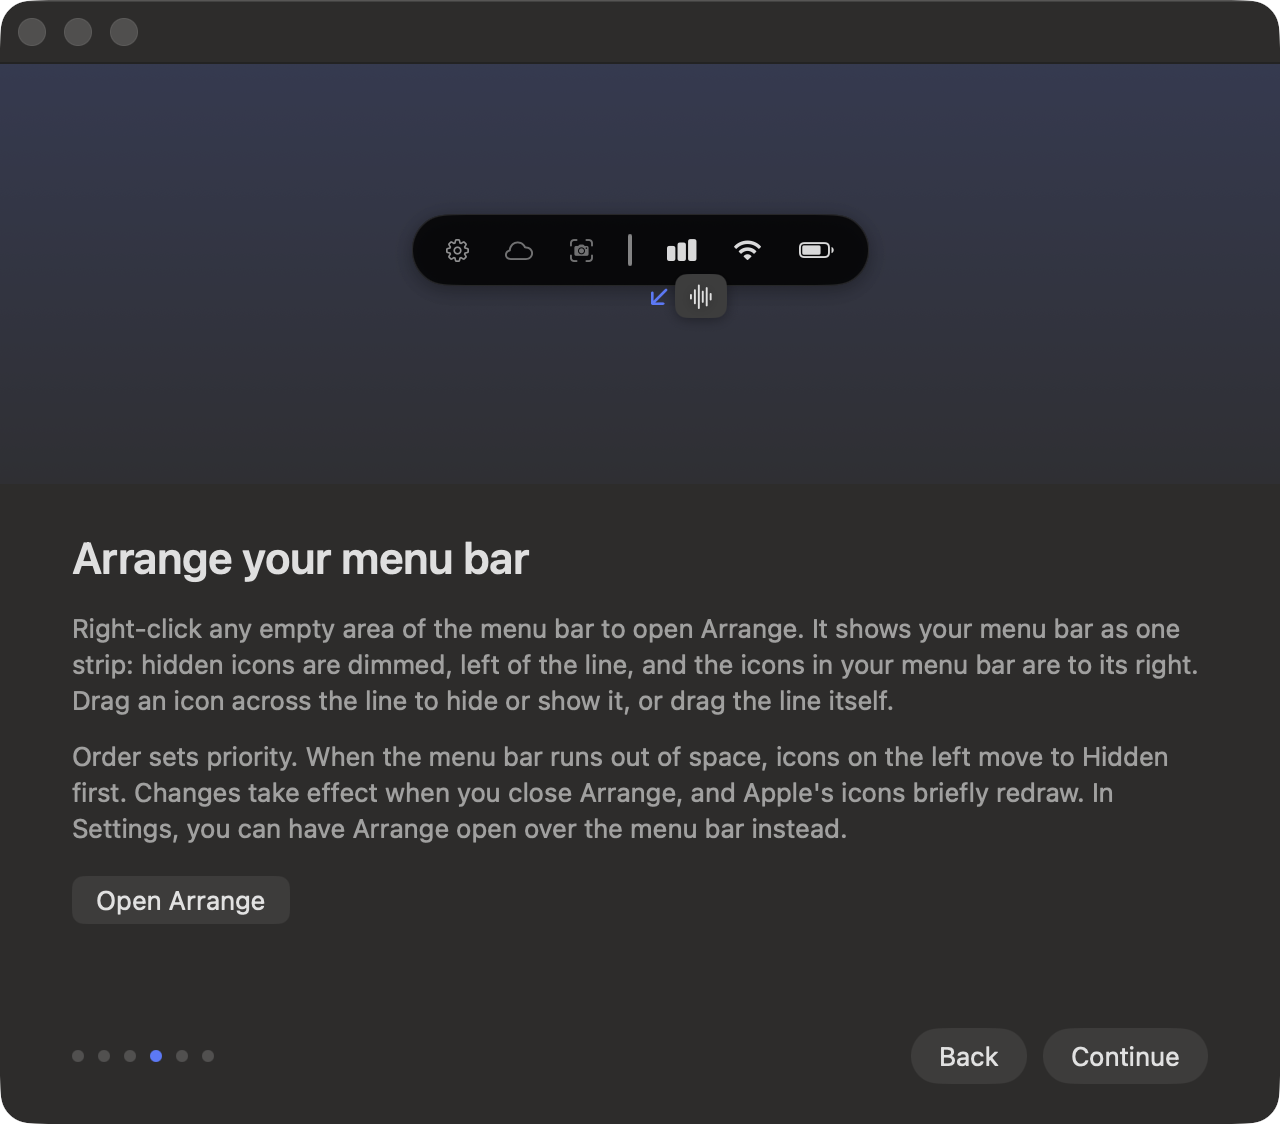 Arrange your menu bar
Right-click any empty area of the menu bar to open Arrange. It shows your menu bar as one
strip: hidden icons are dimmed, left of the line, and the icons in your menu bar are to its right.
Drag an icon across the line to hide or show it, or drag the line itself.
Order sets priority. When the menu bar runs out of space, icons on the left move to Hidden
first. Changes take effect when you close Arrange, and Apple's icons briefly redraw. In
Settings, you can have Arrange open over the menu bar instead.
Open Arrange
Back
Continue